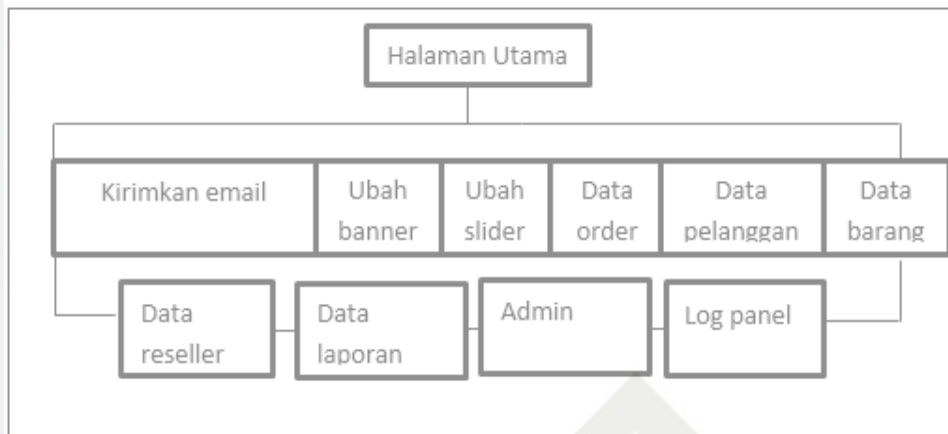 Halaman Utama
Kirimkan email
Ubah
banner
Ubah
slider
Data
order
Data
pelanggan
Data
barang
Data
reseller
Data
laporan
Admin
Log panel